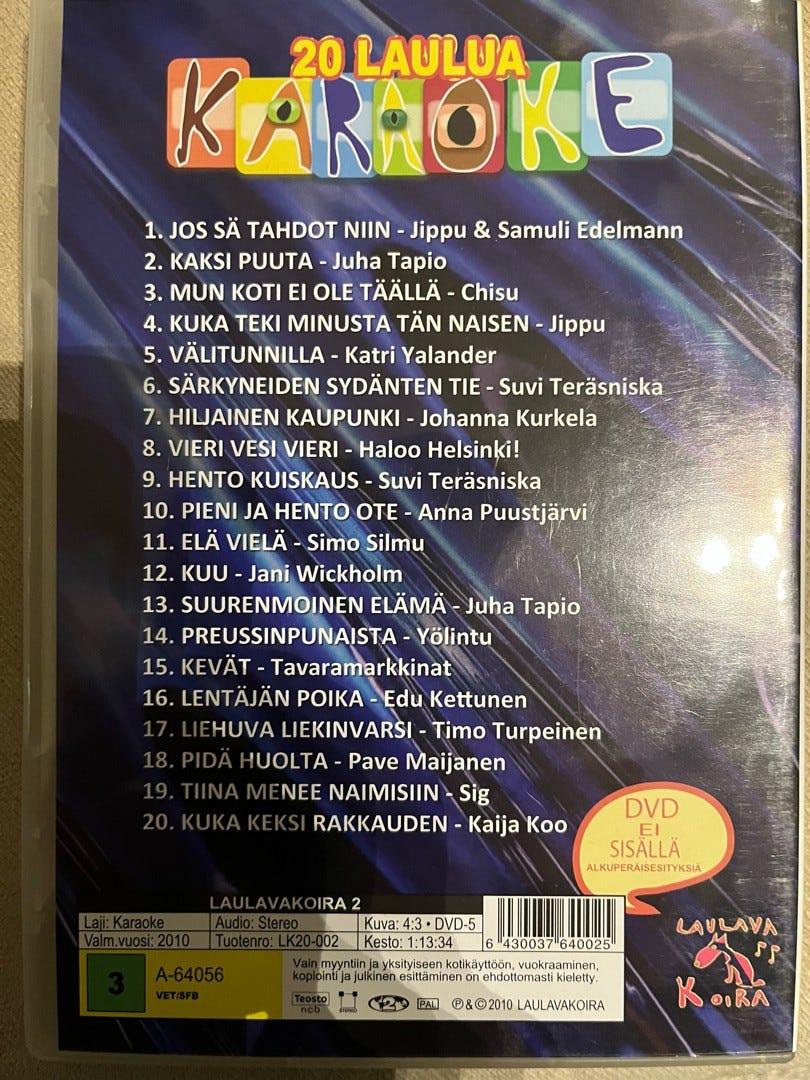 20 LAULUA
KARAOKE
1. JOS SÄ TAHDOT NIIN - Jippu & Samuli Edelmann
2. KAKSI PUUTA - Juha Tapio
3. MUN KOTI EI OLE TÄÄLLÄ - Chisu
4. KUKA TEKI MINUSTA TÄN NAISEN - Jippu
5. VÄLITUNNILLA - Katri Yalander
6. SÄRKYNEIDEN SYDÄNTEN TIE - Suvi Teräsniska
7. HILJAINEN KAUPUNKI - Johanna Kurkela
8. VIERI VESI VIERI - Haloo Helsinki!
9. HENTO KUISKAUS - Suvi Teräsniska
10. PIENI JA HENTO OTE - Anna Puustjärvi
11. ELÄ VIELÄ - Simo Silmu
12. KUU - Jani Wickholm
13. SUURENMOINEN ELÄMÄ - Juha Tapio
14. PREUSSINPUNAISTA - Yölintu
15. KEVÄT - Tavaramarkkinat
16. LENTÄJÄN POIKA - Edu Kettunen
17. LIEHUVA LIEKINVARSI - Timo Turpeinen
18. PIDÄ HUOLTA - Pave Maijanen
19. TIINA MENEE NAIMISIIN - Sig
20. KUKA KEKSI RAKKAUDEN - Kaija Koo
DVD
EI
SISÄLLÄ
ALKUPERÄISESITYKSIÄ
LAULAVAKOIRA 2
Laji: Karaoke Audio: Stereo Kuva: 4:3 • DVD-5
Valm.vuosi: 2010 Tuotenro: LK20-002 Kesto: 1:13:34
6 430037 640025
LAULAVA
KOIRA
3 A-64056
VET/SFB
Vain myyntiin ja yksityiseen kotikäyttöön, vuokraaminen,
kopiointi ja julkinen esittäminen on ehdottomasti kielletty.
Teosto
ncb
STEREO
2
PAL
℗ & © 2010 LAULAVAKOIRA